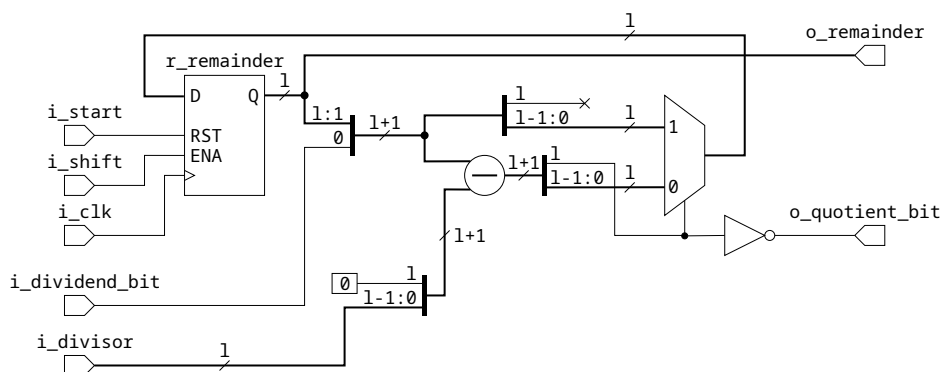 l
o_remainder
r_remainder
l
D
Q
i_start
l
l:1
l+1
l-1:0
l
1
RST
0
i_shift
ENA
l+1
l
l-1:0
l
0
i_clk
o_quotient_bit
l+1
i_dividend_bit
l
0
l-1:0
i_divisor
l